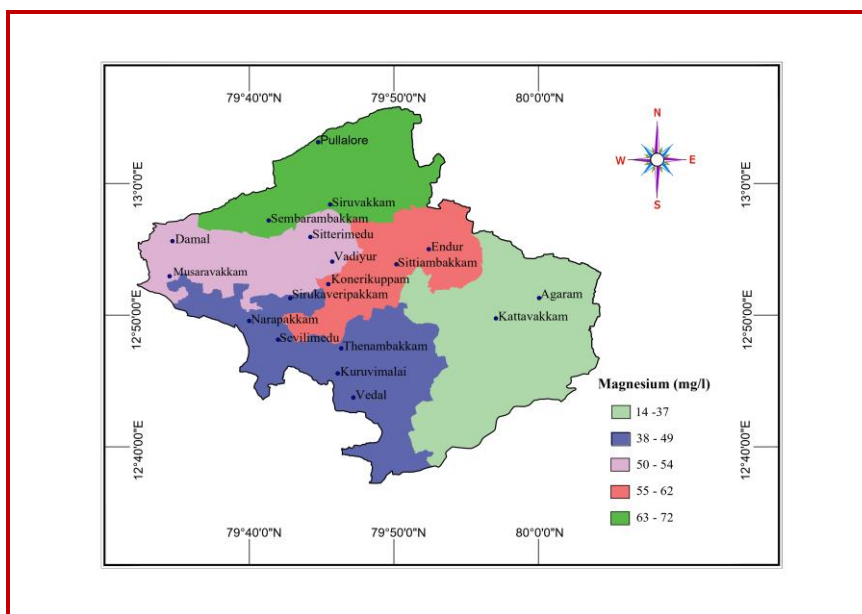 79°40'0"N 79°50'0"N 80°0'0"N
N
W E
S
13°0'0"E 13°0'0"E
12°50'0"E 12°50'0"E
12°40'0"E 12°40'0"E
Pullalore
Siruvakkam
Sembarambakkam
Damal
Sitterimedu
Endur
Vadiyur
Sittiambakkam
Musaravakkam
Konerikuppam
Sirukaveripakkam
Agaram
Narapakkam
Kattavakkam
Sevilimedu
Thenambakkam
Kuruvimalai
Vedal
Magnesium (mg/l)
14 -37
38 - 49
50 - 54
55 - 62
63 - 72
79°40'0"N 79°50'0"N 80°0'0"N